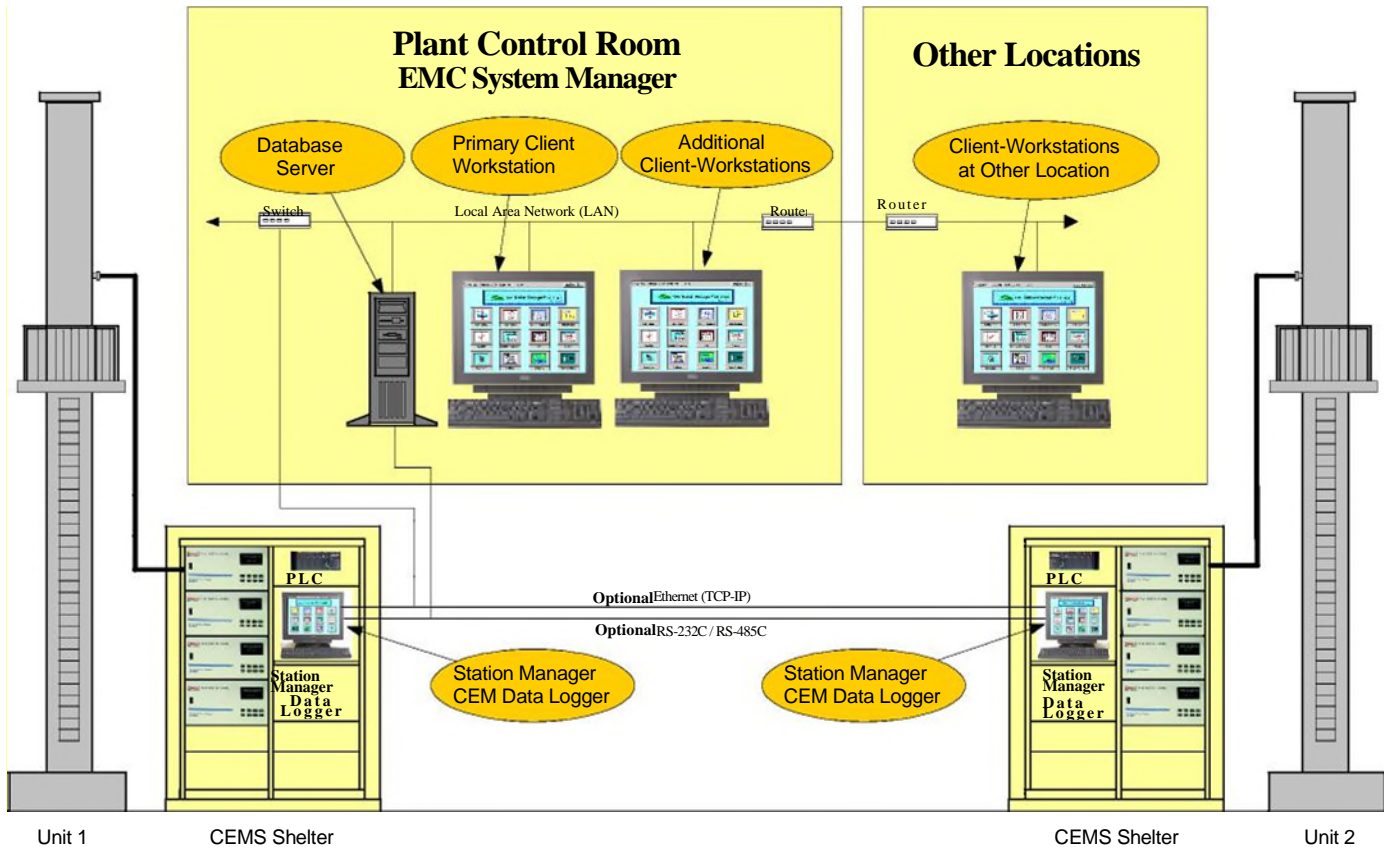 Plant Control Room
EMC System Manager
Other Locations
Database
Server
Primary Client
Workstation
Additional
Client-Workstations
Client-Workstations
at Other Location
Switch
Local Area Network (LAN)
Route
Router
PLC
PLC
Optional Ethernet (TCP-IP)
Optional RS-232C / RS-485C
Station Manager
CEM Data Logger
Station Manager
CEM Data Logger
Station
Manager
Data
Logger
Station
Manager
Data
Logger
Unit 1
CEMS Shelter
CEMS Shelter
Unit 2